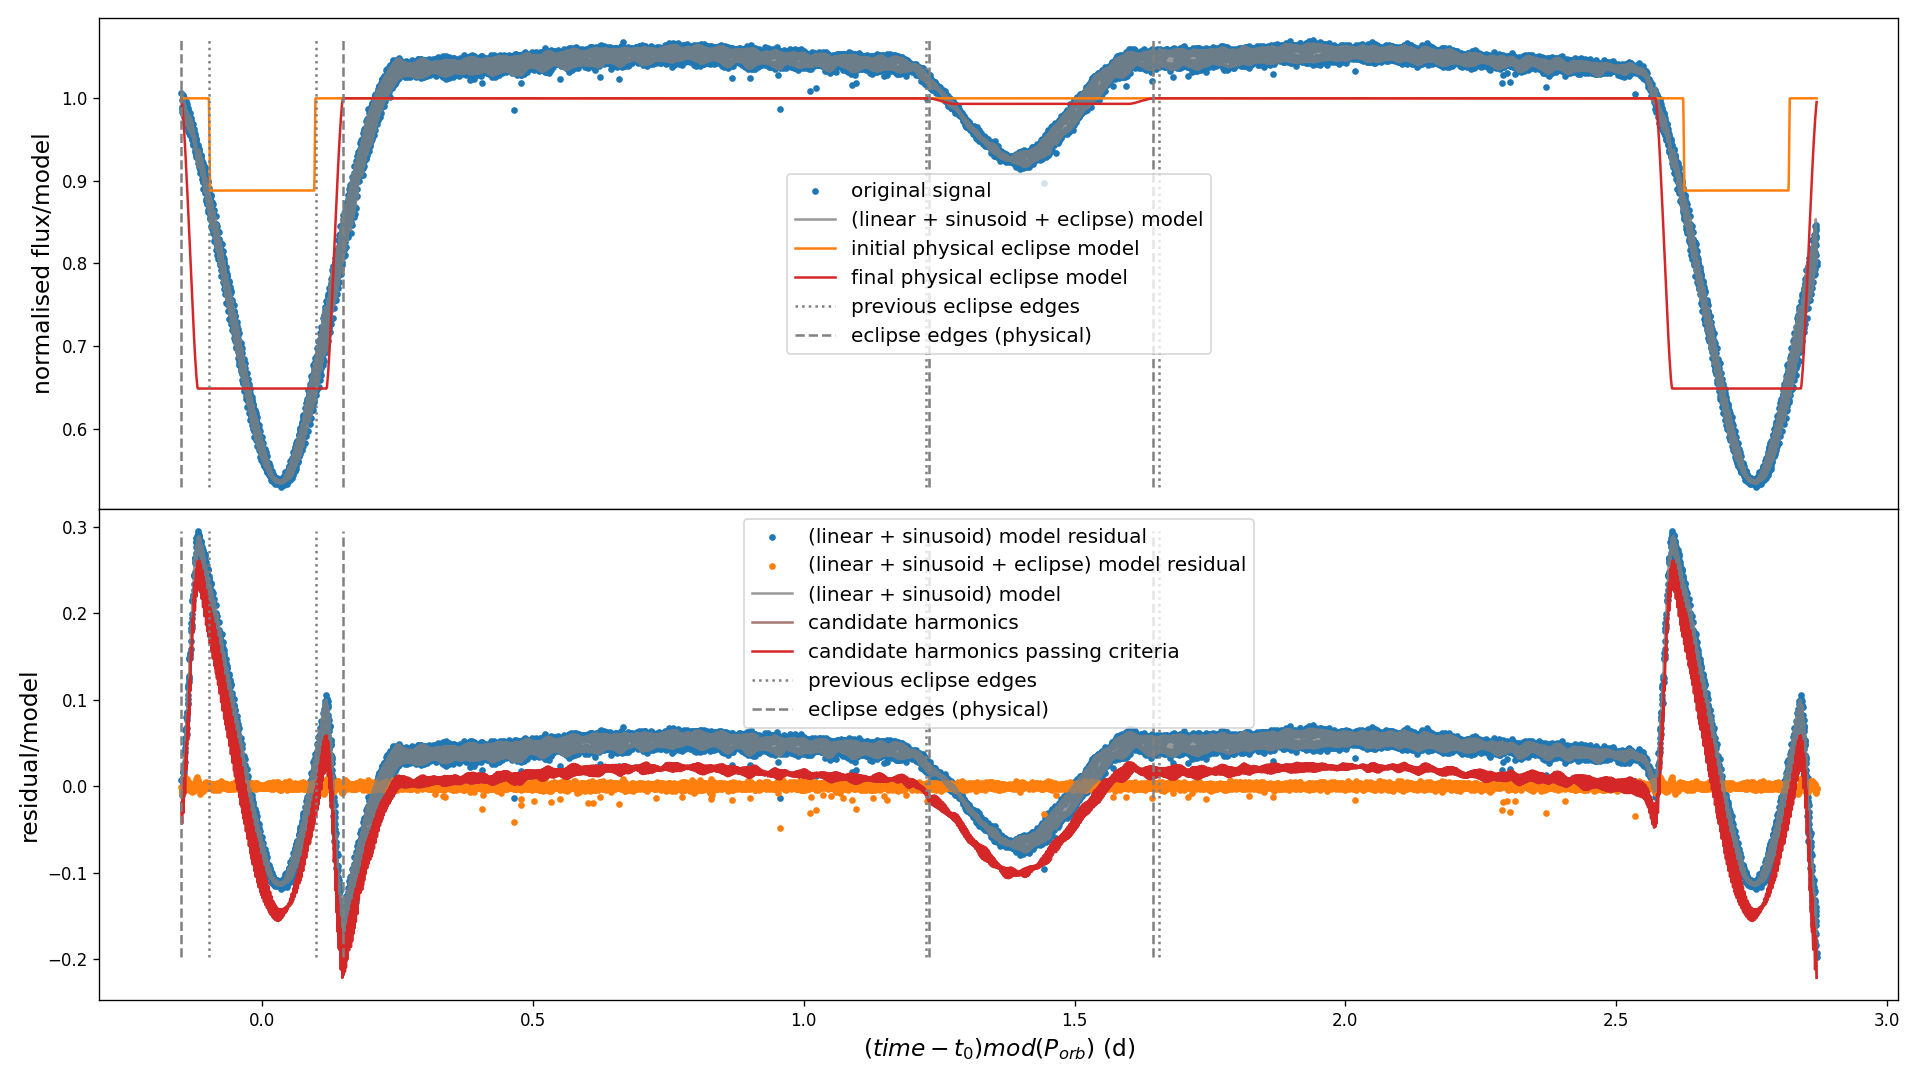 normalised flux/model
1.0
0.9
0.8
0.7
0.6
original signal
(linear + sinusoid + eclipse) model
initial physical eclipse model
final physical eclipse model
previous eclipse edges
eclipse edges (physical)
residual/model
0.3
0.2
0.1
0.0
−0.1
−0.2
(linear + sinusoid) model residual
(linear + sinusoid + eclipse) model residual
(linear + sinusoid) model
candidate harmonics
candidate harmonics passing criteria
previous eclipse edges
eclipse edges (physical)
0.0 0.5 1.0 1.5 2.0 2.5 3.0
(time − t₀)mod(P_orb) (d)